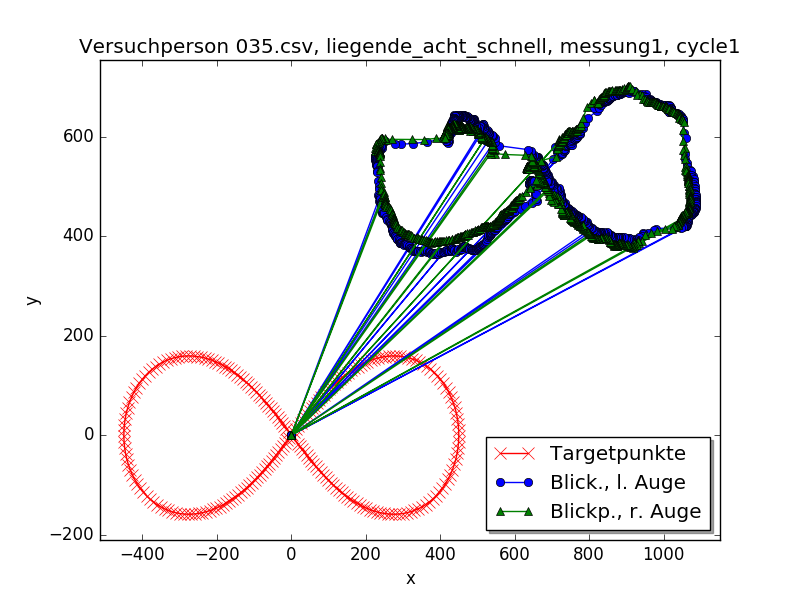 Versuchperson 035.csv, liegende_acht_schnell, messung1, cycle1
600
400
200
0
−200
y
−400
−200
0
200
400
600
800
1000
x
Targetpunkte
Blick., l. Auge
Blickp., r. Auge